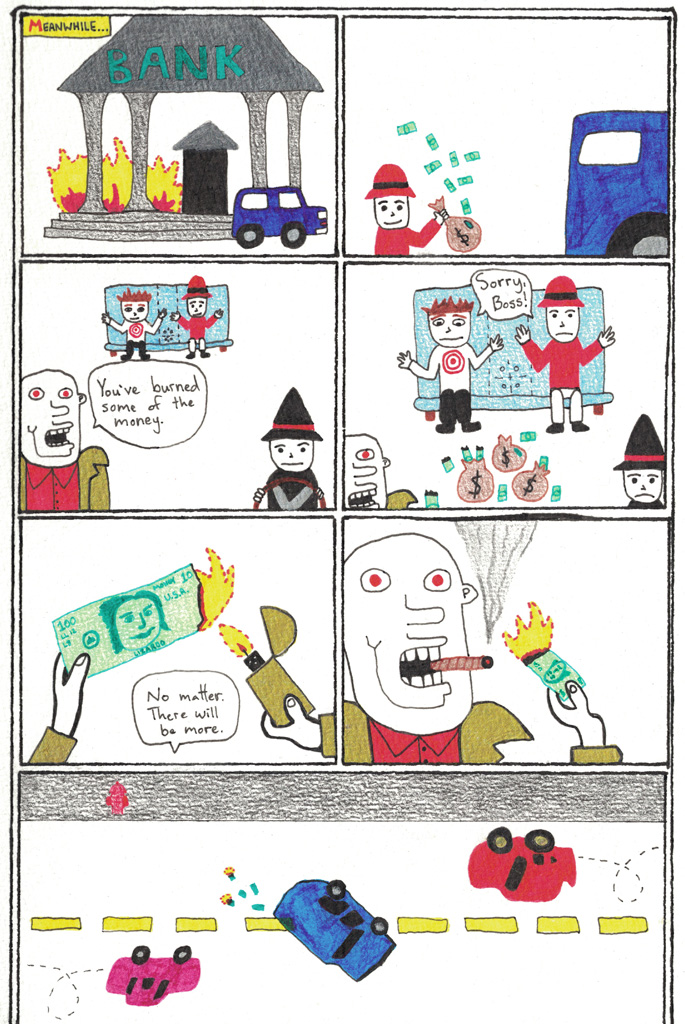 MEANWHILE...
BANK
$
You've burned
some of the
money.
Sorry,
Boss!
$
$
$
100
U.S.A.
No matter.
There will
be more.